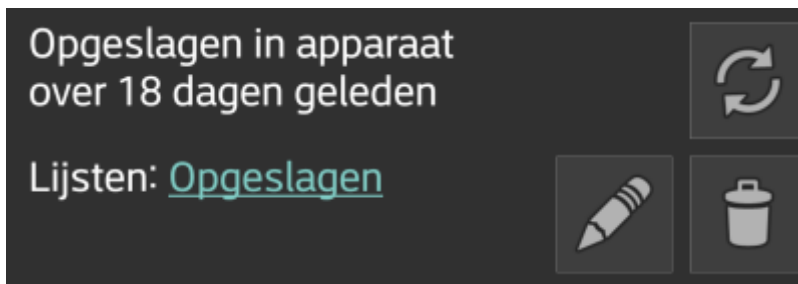 Opgeslagen in apparaat
over 18 dagen geleden
Lijsten: Opgeslagen